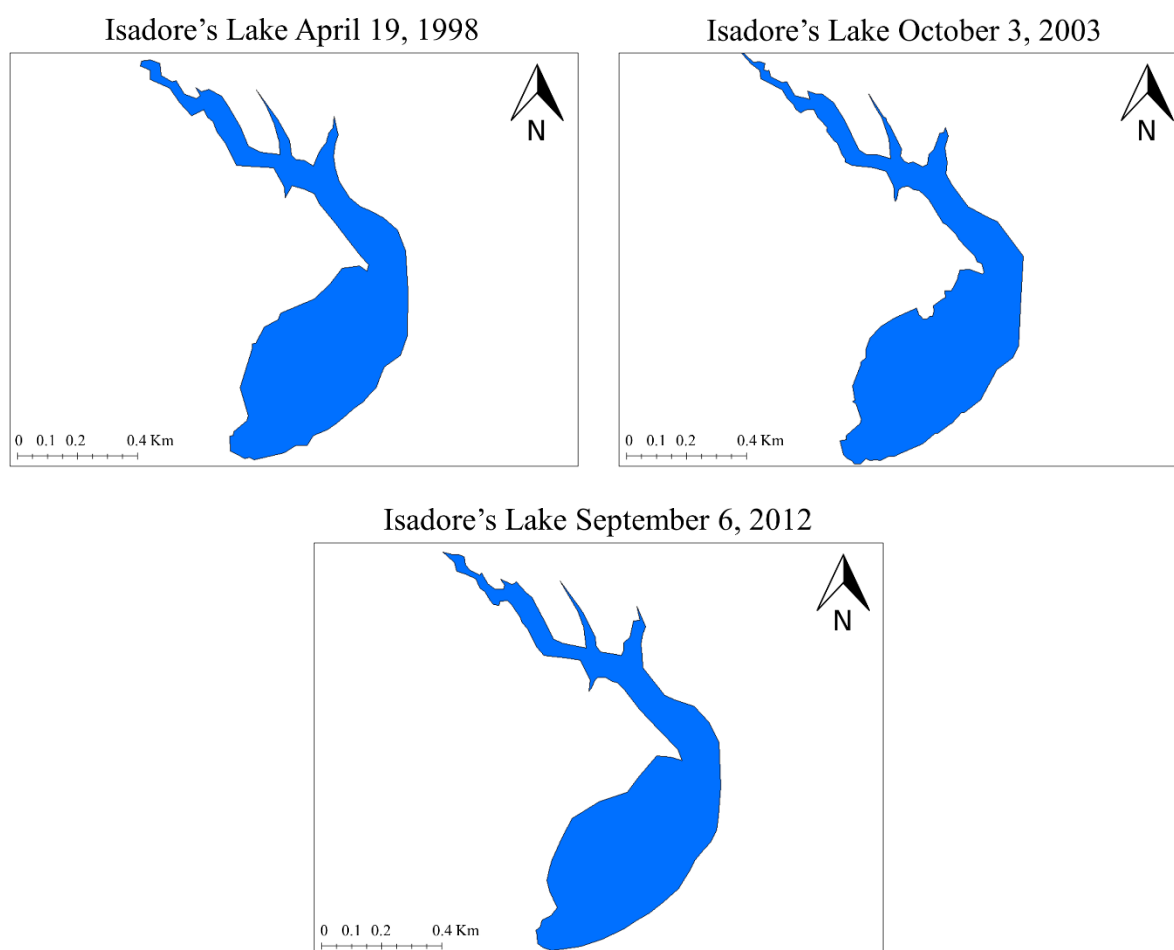 Isadore’s Lake April 19, 1998
Isadore’s Lake October 3, 2003
N
N
0 0.1 0.2 0.4 Km
0 0.1 0.2 0.4 Km
Isadore’s Lake September 6, 2012
N
0 0.1 0.2 0.4 Km